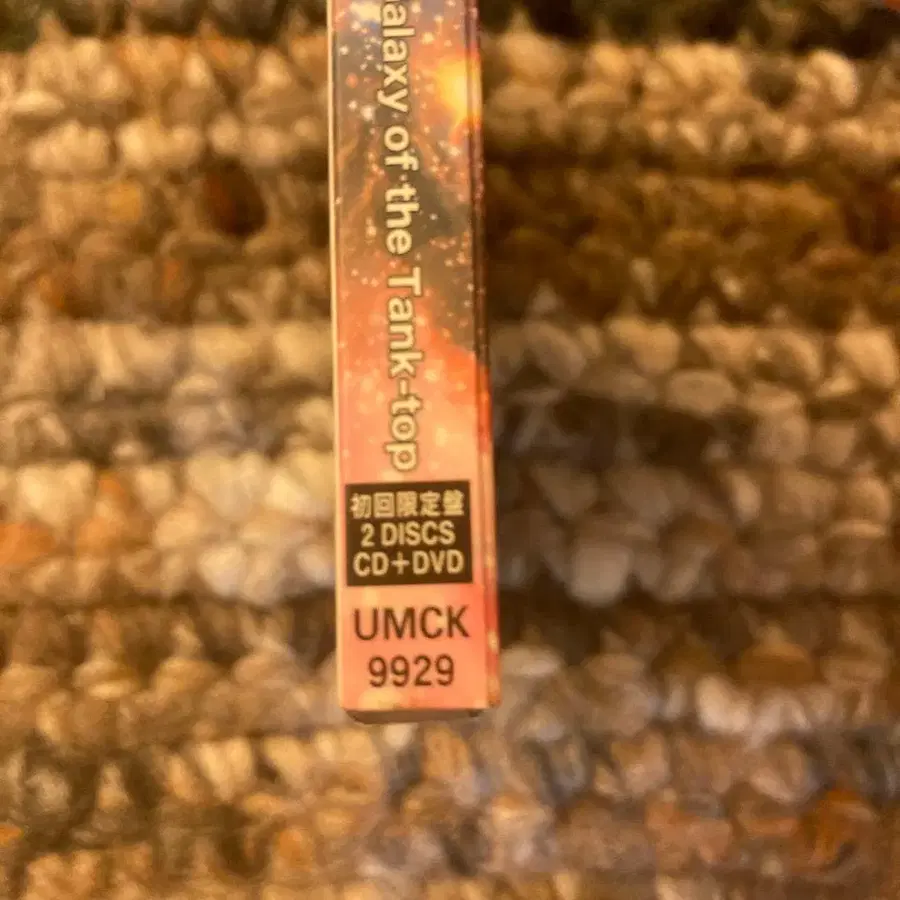 alaxy of the Tank-top
初回限定盤
2 DISCS
CD+DVD
UMCK
9929